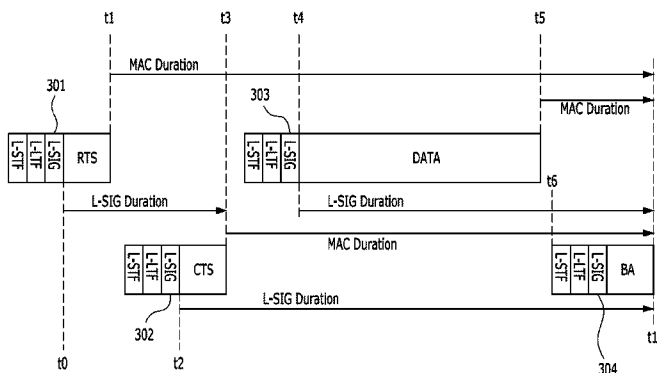 t1
t3
t4
t5
MAC Duration
301
303
MAC Duration
L-STF
L-LTF
L-SIG
RTS
L-STF
L-LTF
L-SIG
DATA
t6
L-SIG Duration
L-SIG Duration
MAC Duration
L-STF
L-LTF
L-SIG
CTS
L-STF
L-LTF
L-SIG
BA
L-SIG Duration
302
t0
t2
304
t1